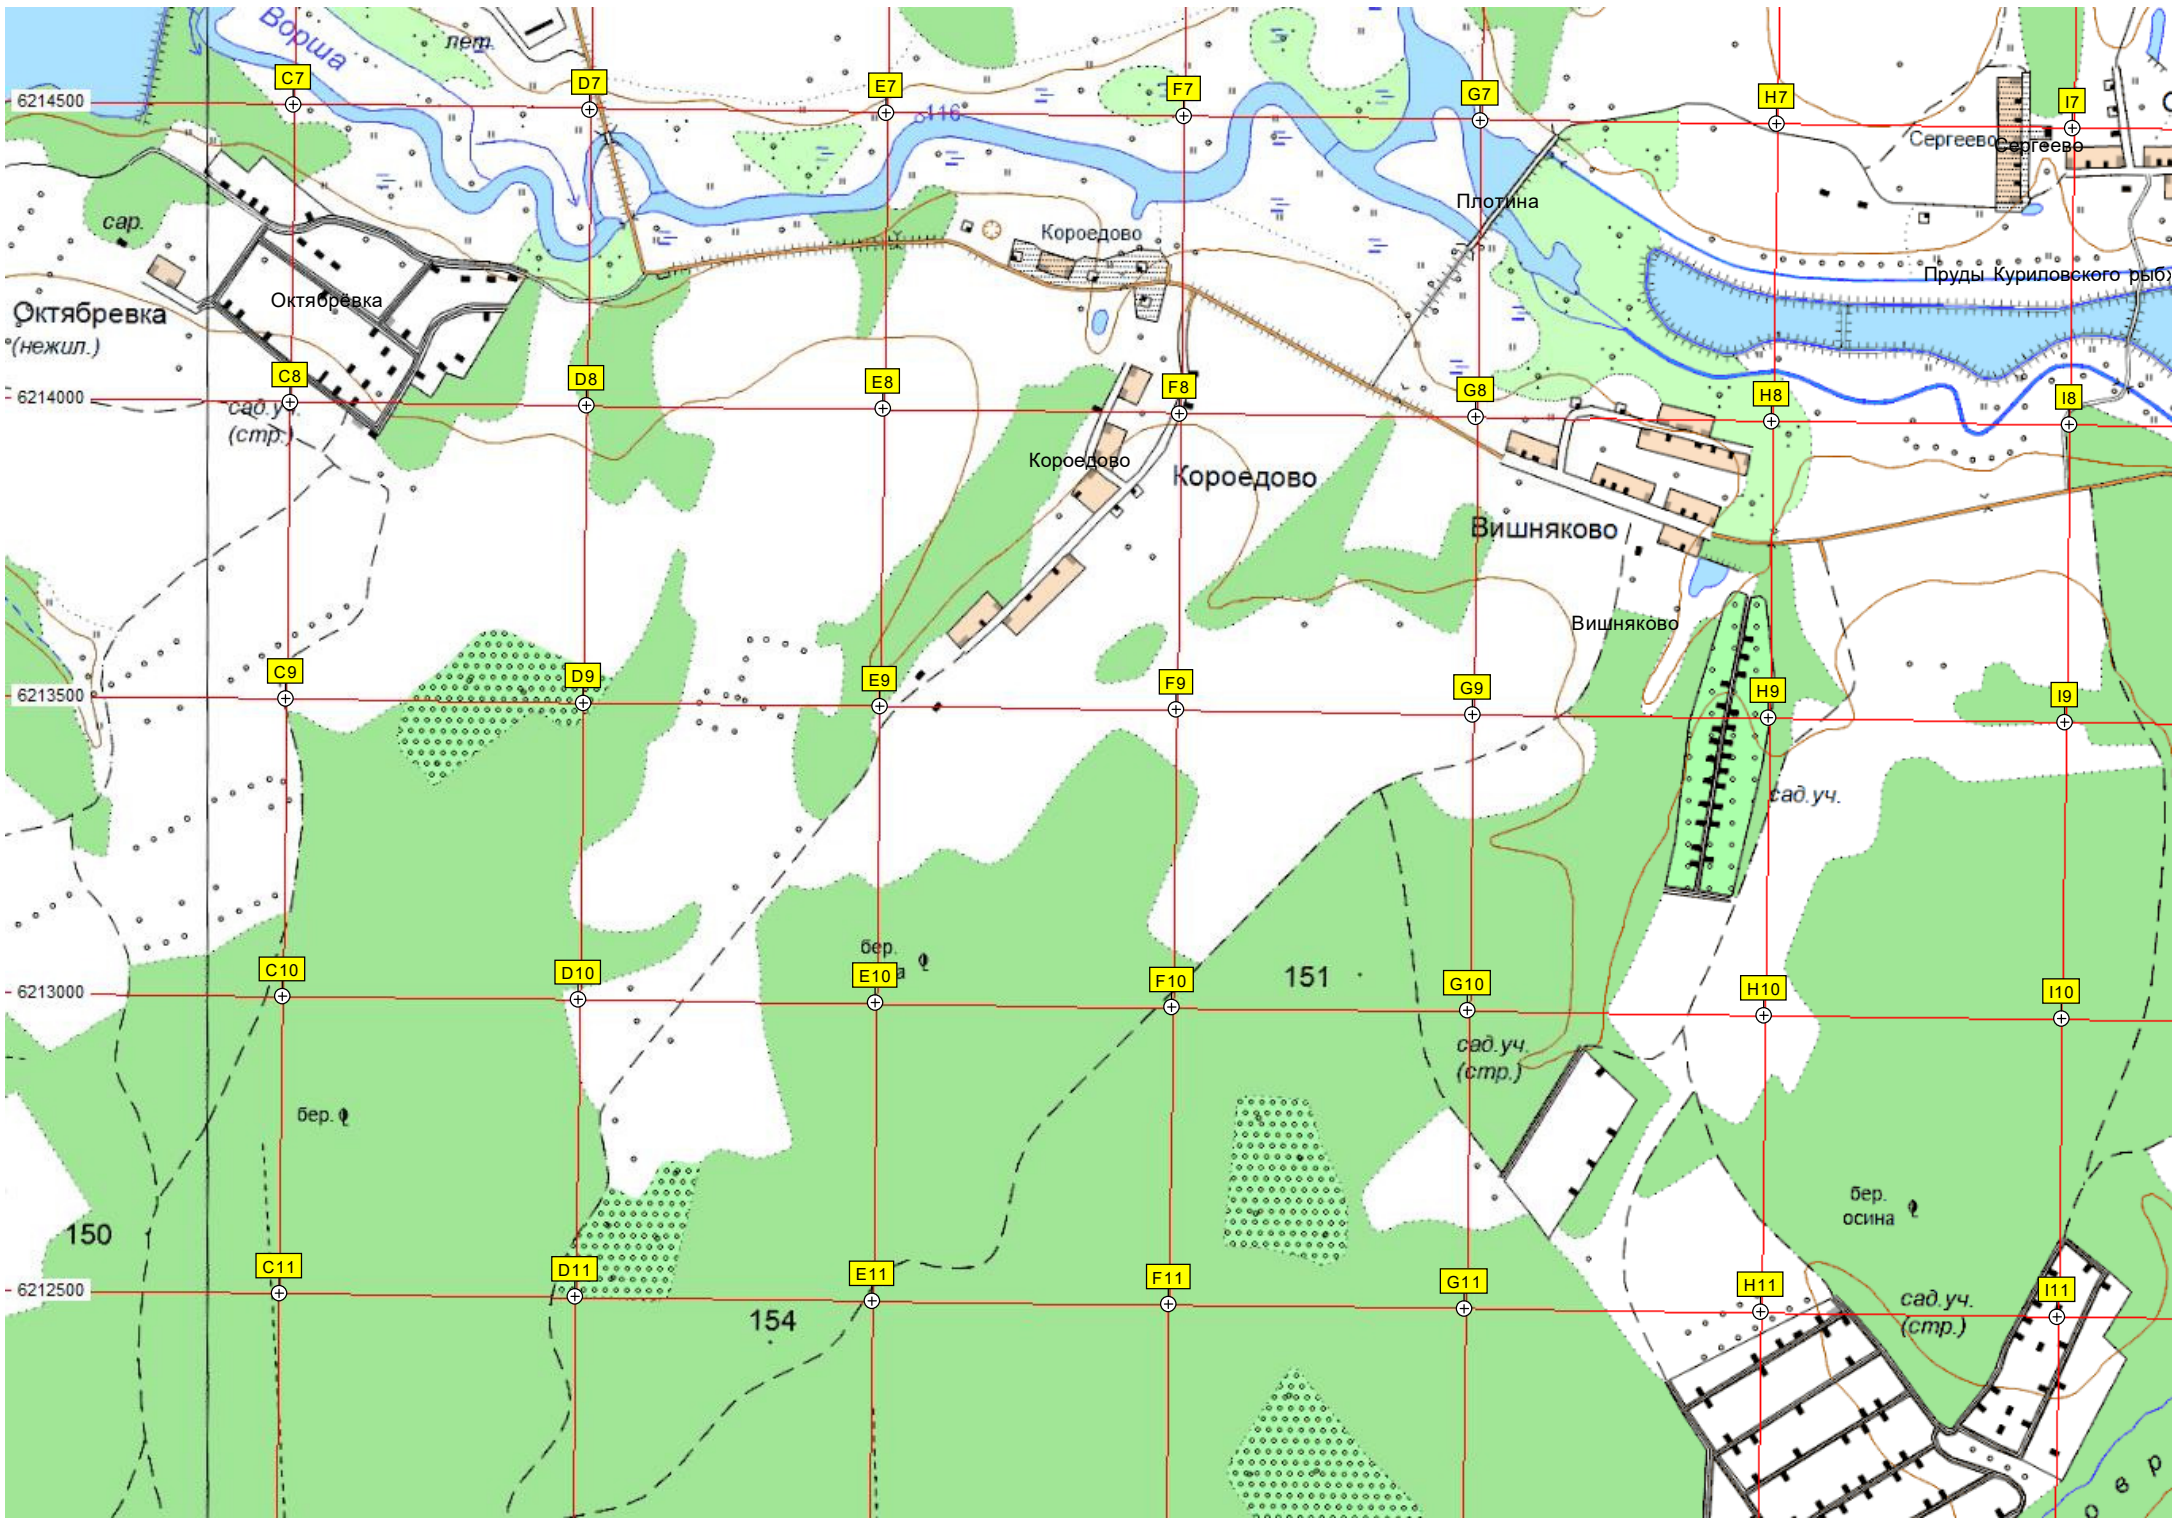 Ворша
лет.
C7
D7
E7
F7
G7
H7
I7
6214500
116
Сергеево
Сергеево
сар.
Плотина
Короедово
Пруды Куриловского рыбх
Октябрёвка
Октябревка
(нежил.)
C8
D8
E8
F8
G8
H8
I8
6214000
сад.уч.
(стр.)
Короедово
Короедово
Вишняково
Вишняково
C9
D9
E9
F9
G9
H9
I9
6213500
сад.уч.
бер.
C10
D10
E10
F10
151
G10
H10
I10
6213000
сад.уч.
(стр.)
бер.
бер.
осина
150
C11
D11
E11
F11
G11
H11
I11
6212500
154
сад.уч.
(стр.)
о в р